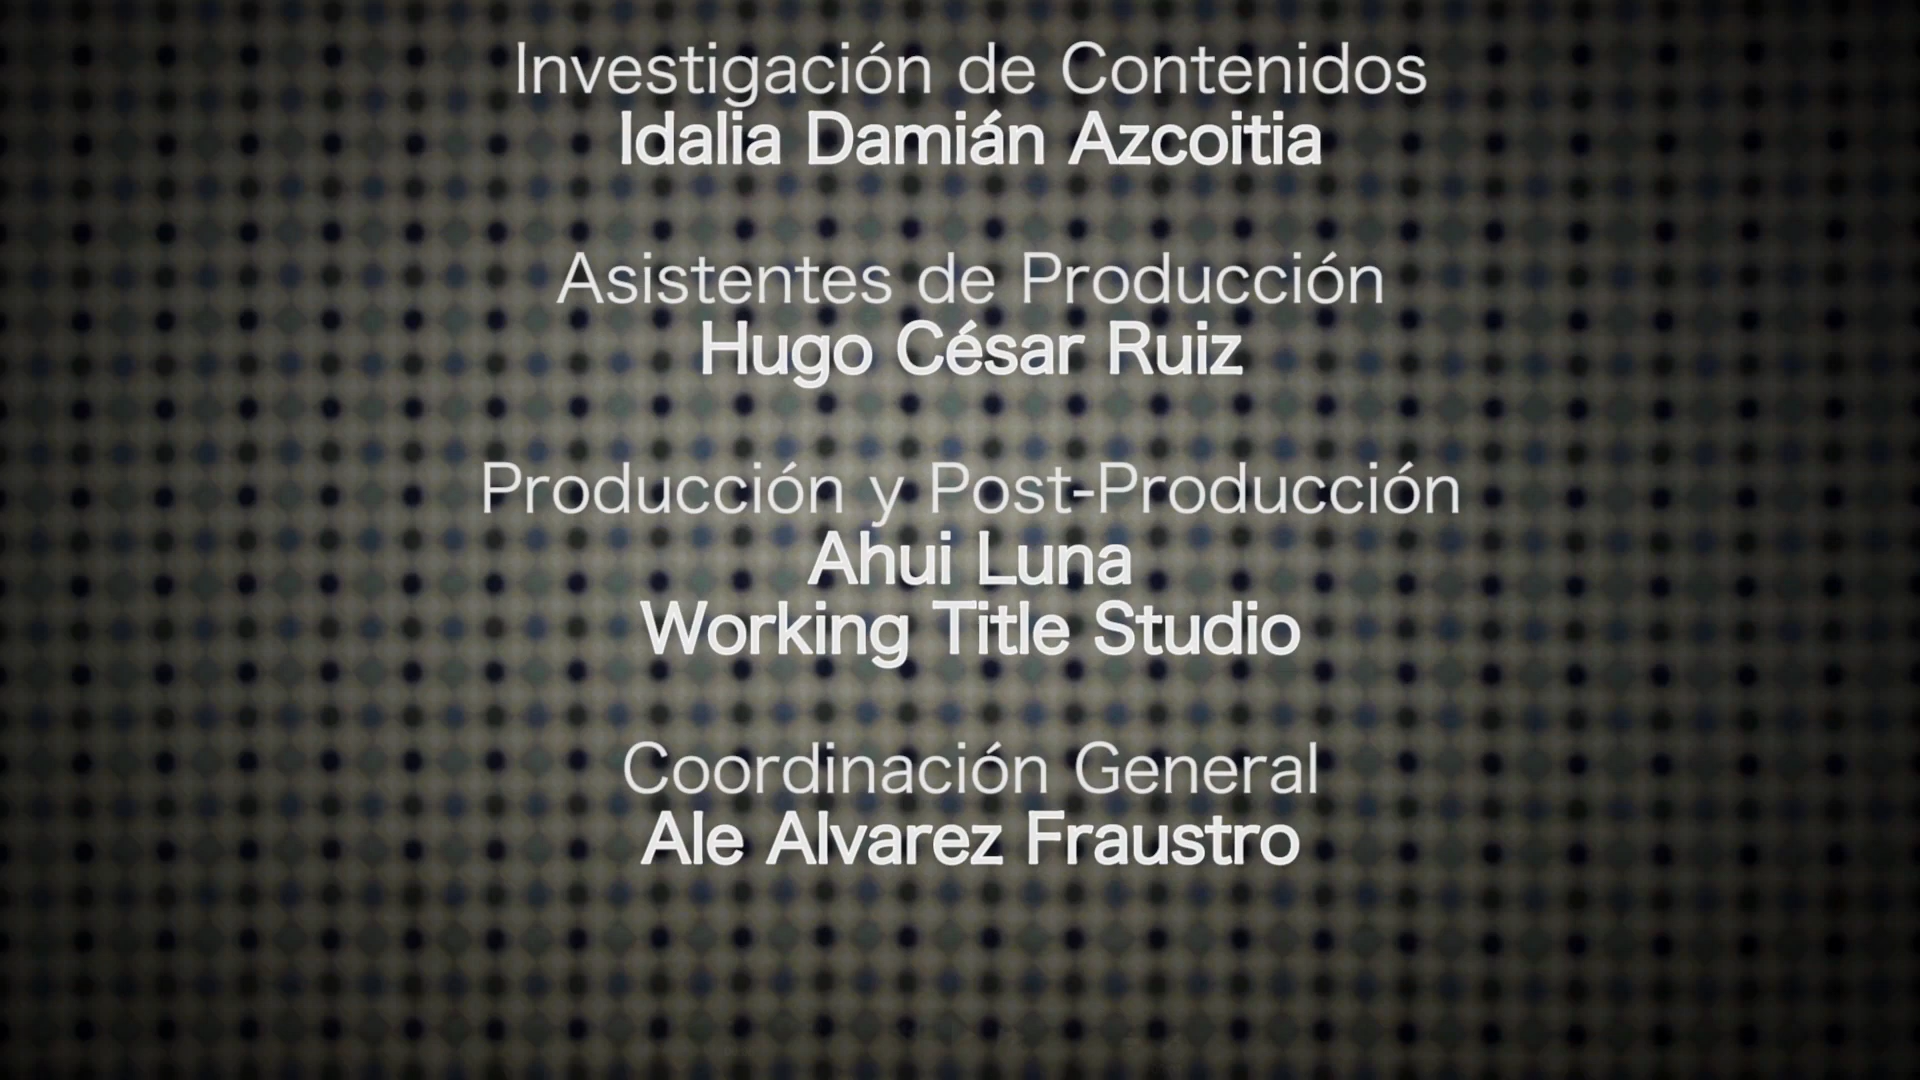 Investigación de Contenidos
Idalia Damián Azcoitia
Asistentes de Producción
Hugo César Ruiz
Producción y Post-Producción
Ahui Luna
Working Title Studio
Coordinación General
Ale Alvarez Fraustro